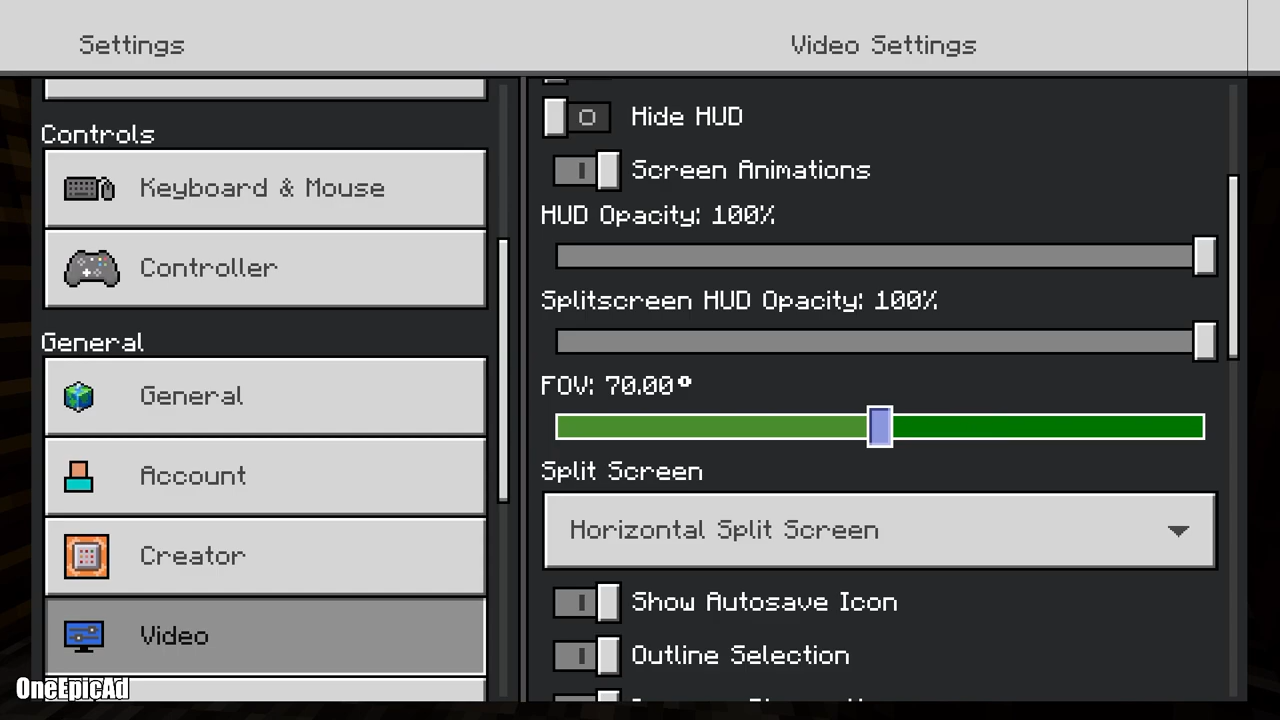 Settings
Video Settings
Controls
Keyboard & Mouse
Controller
General
General
Account
Creator
Video
Hide HUD
Screen Animations
HUD Opacity: 100%
Splitscreen HUD Opacity: 100%
FOV: 70.00°
Split Screen
Horizontal Split Screen
Show Autosave Icon
Outline Selection
OneEpicAd